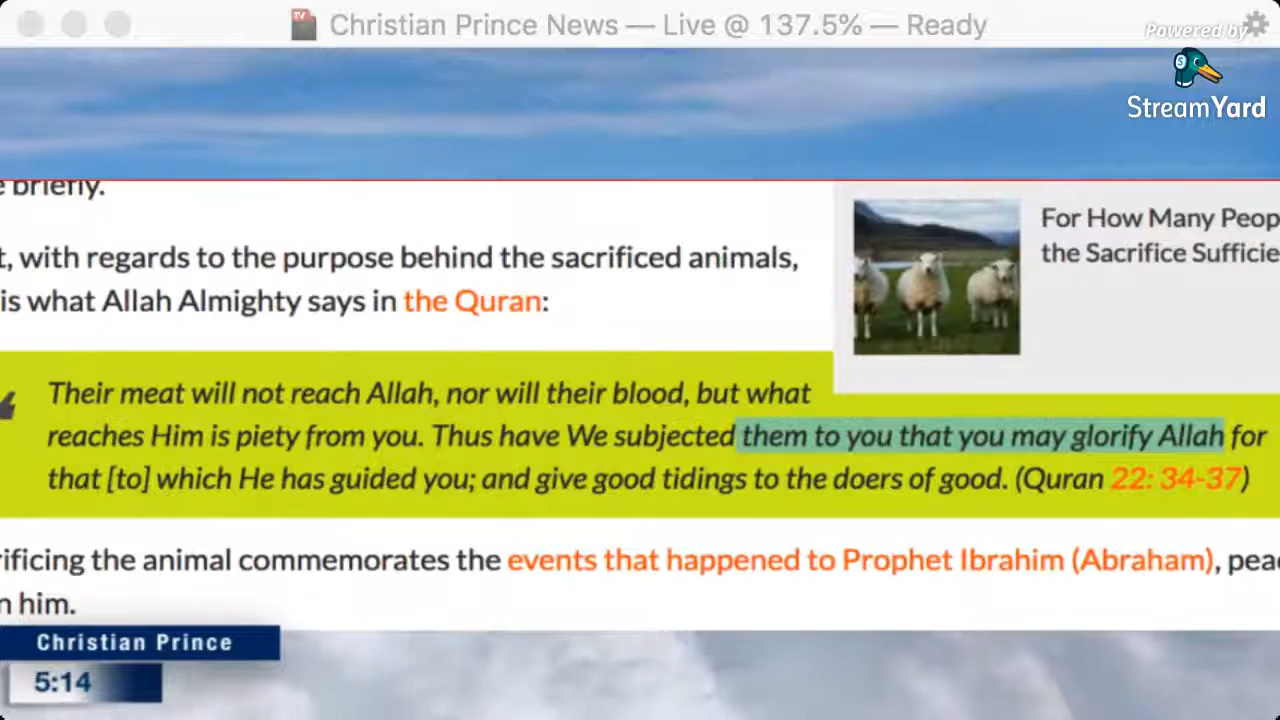 Christian Prince News — Live @ 137.5% — Ready
Powered by
StreamYard
e briefly.
t, with regards to the purpose behind the sacrificed animals,
is what Allah Almighty says in the Quran:
For How Many Peop
the Sacrifice Sufficie
Their meat will not reach Allah, nor will their blood, but what
reaches Him is piety from you. Thus have We subjected them to you that you may glorify Allah for
that [to] which He has guided you; and give good tidings to the doers of good. (Quran 22: 34-37)
rificing the animal commemorates the events that happened to Prophet Ibrahim (Abraham), peac
n him.
Christian Prince
5:14